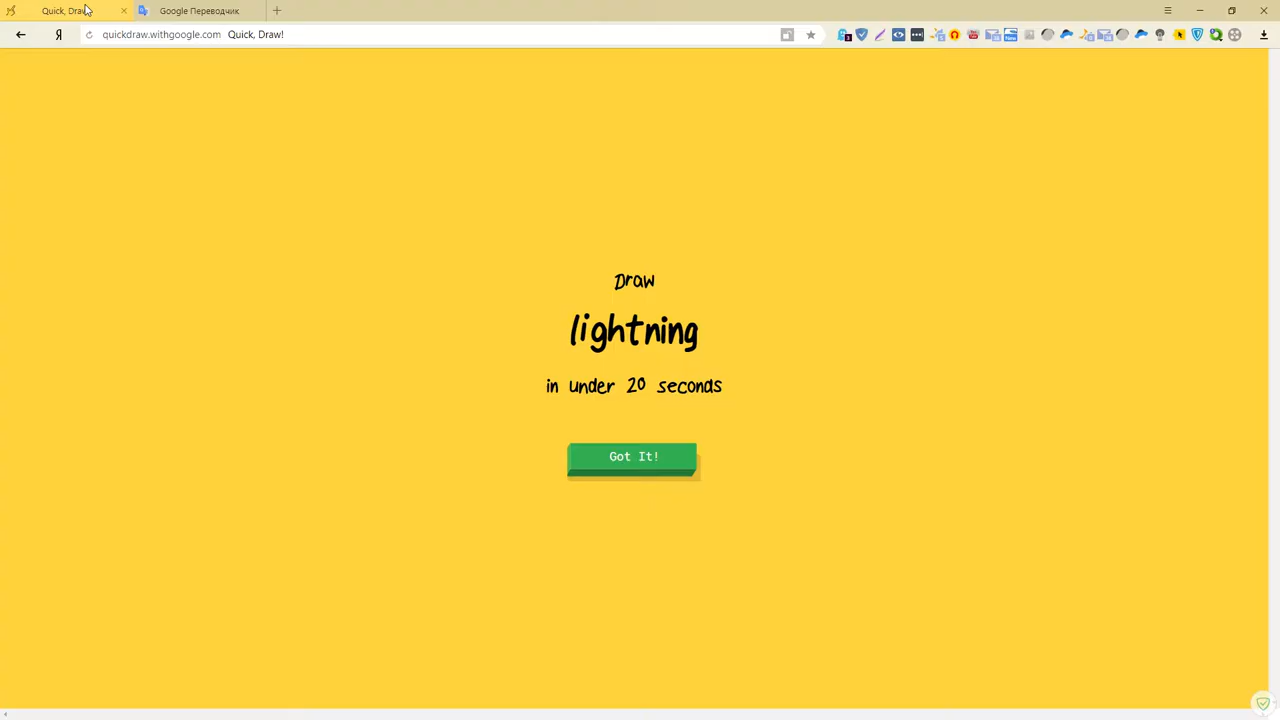 Quick, Draw
Google Переводчик
Я
quickdraw.withgoogle.com Quick, Draw!
Draw
lightning
in under 20 seconds
Got It!